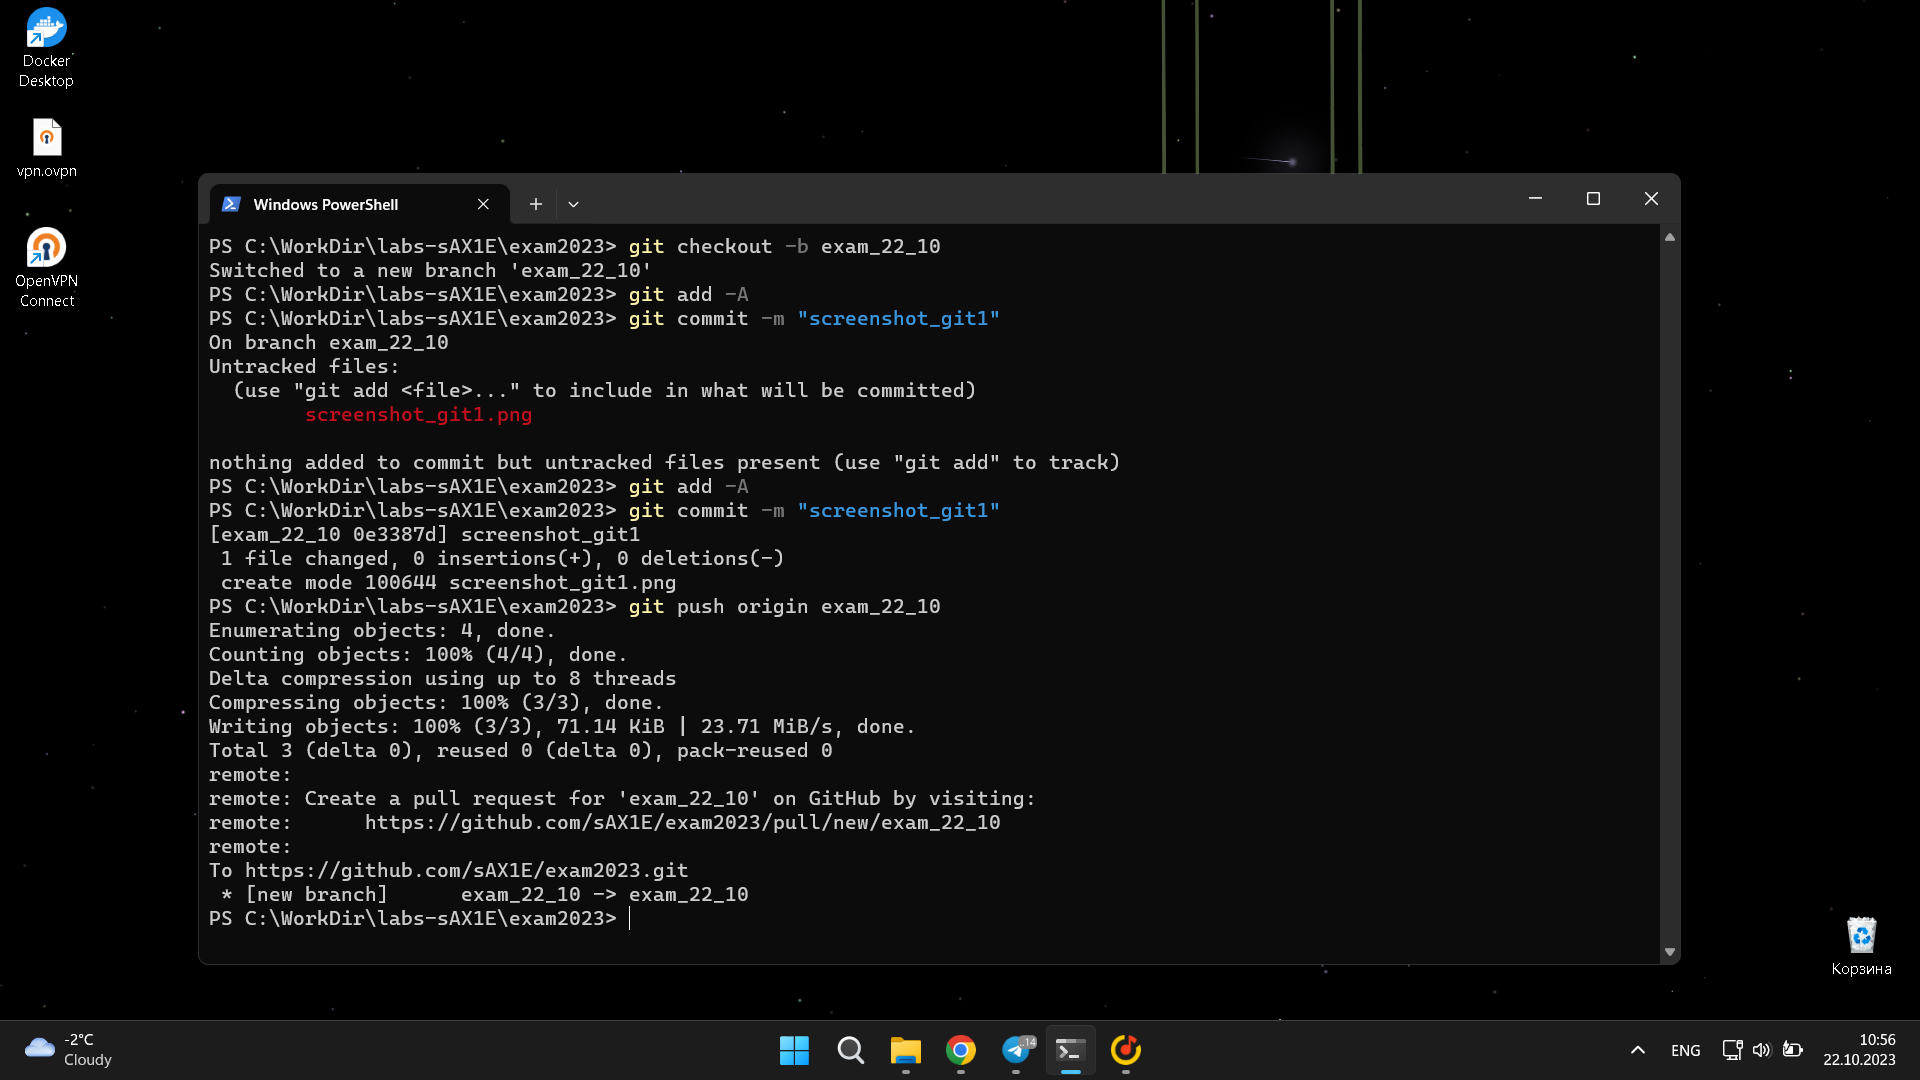 Docker
Desktop
vpn.ovpn
OpenVPN
Connect
Windows PowerShell
PS C:\WorkDir\labs-sAX1E\exam2023> git checkout -b exam_22_10
Switched to a new branch 'exam_22_10'
PS C:\WorkDir\labs-sAX1E\exam2023> git add -A
PS C:\WorkDir\labs-sAX1E\exam2023> git commit -m "screenshot_git1"
On branch exam_22_10
Untracked files:
  (use "git add <file>..." to include in what will be committed)
        screenshot_git1.png
nothing added to commit but untracked files present (use "git add" to track)
PS C:\WorkDir\labs-sAX1E\exam2023> git add -A
PS C:\WorkDir\labs-sAX1E\exam2023> git commit -m "screenshot_git1"
[exam_22_10 0e3387d] screenshot_git1
 1 file changed, 0 insertions(+), 0 deletions(-)
 create mode 100644 screenshot_git1.png
PS C:\WorkDir\labs-sAX1E\exam2023> git push origin exam_22_10
Enumerating objects: 4, done.
Counting objects: 100% (4/4), done.
Delta compression using up to 8 threads
Compressing objects: 100% (3/3), done.
Writing objects: 100% (3/3), 71.14 KiB | 23.71 MiB/s, done.
Total 3 (delta 0), reused 0 (delta 0), pack-reused 0
remote:
remote: Create a pull request for 'exam_22_10' on GitHub by visiting:
remote:      https://github.com/sAX1E/exam2023/pull/new/exam_22_10
remote:
To https://github.com/sAX1E/exam2023.git
 * [new branch]      exam_22_10 -> exam_22_10
PS C:\WorkDir\labs-sAX1E\exam2023>
Корзина
-2°C
Cloudy
..14
ENG
10:56
22.10.2023